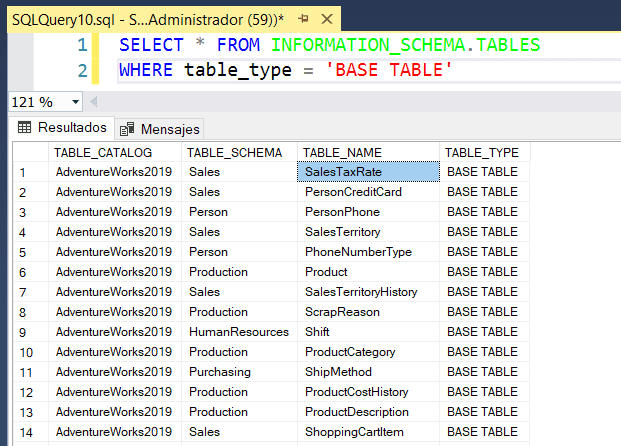 SQLQuery10.sql - S...Administrador (59))*
1 SELECT * FROM INFORMATION_SCHEMA.TABLES
2 WHERE table_type = 'BASE TABLE'
121 %
Resultados Mensajes
TABLE_CATALOG TABLE_SCHEMA TABLE_NAME TABLE_TYPE
1 AdventureWorks2019 Sales SalesTaxRate BASE TABLE
2 AdventureWorks2019 Sales PersonCreditCard BASE TABLE
3 AdventureWorks2019 Person PersonPhone BASE TABLE
4 AdventureWorks2019 Sales SalesTerritory BASE TABLE
5 AdventureWorks2019 Person PhoneNumberType BASE TABLE
6 AdventureWorks2019 Production Product BASE TABLE
7 AdventureWorks2019 Sales SalesTerritoryHistory BASE TABLE
8 AdventureWorks2019 Production ScrapReason BASE TABLE
9 AdventureWorks2019 HumanResources Shift BASE TABLE
10 AdventureWorks2019 Production ProductCategory BASE TABLE
11 AdventureWorks2019 Purchasing ShipMethod BASE TABLE
12 AdventureWorks2019 Production ProductCostHistory BASE TABLE
13 AdventureWorks2019 Production ProductDescription BASE TABLE
14 AdventureWorks2019 Sales ShoppingCartItem BASE TABLE